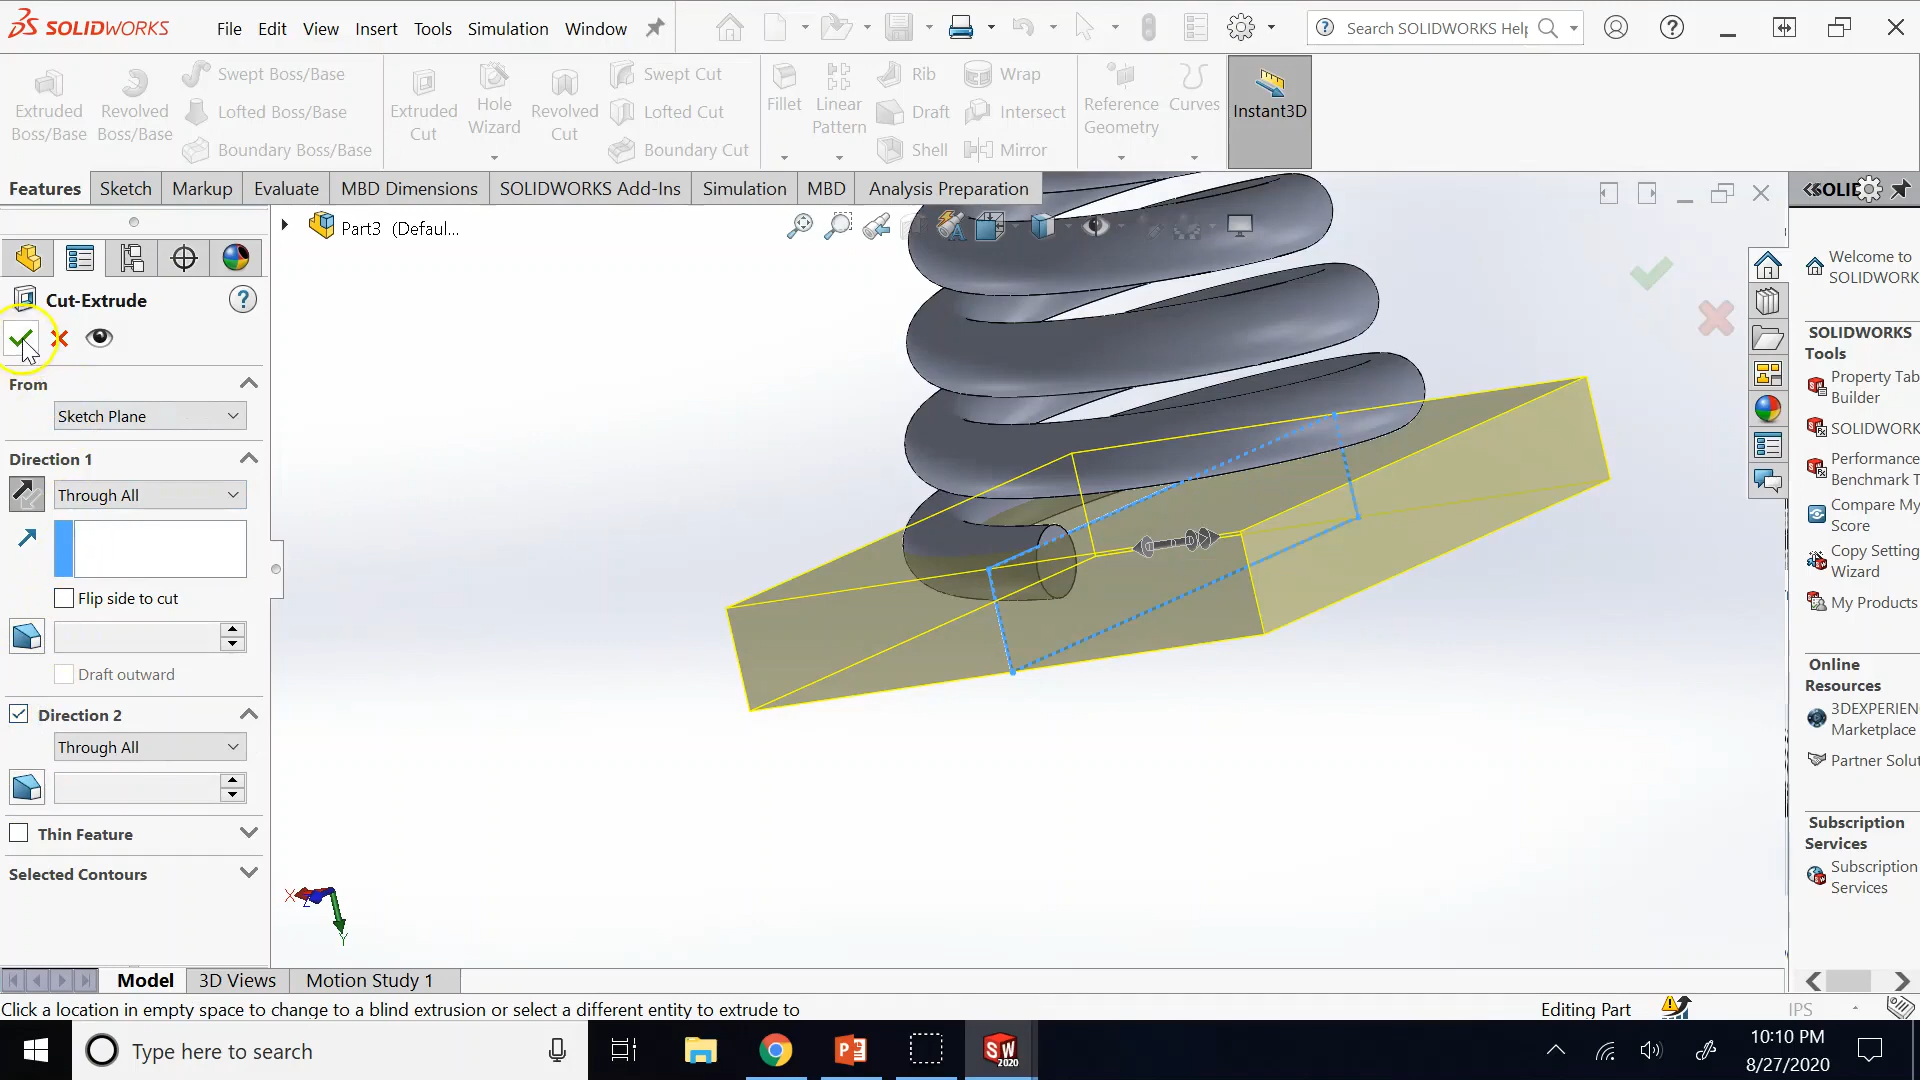 SOLIDWORKS File Edit View Insert Tools Simulation Window Search SOLIDWORKS Help
Extruded Boss/Base
Revolved Boss/Base
Swept Boss/Base
Lofted Boss/Base
Boundary Boss/Base
Extruded Cut
Hole Wizard
Revolved Cut
Swept Cut
Lofted Cut
Boundary Cut
Fillet
Linear Pattern
Rib
Draft
Shell
Wrap
Intersect
Mirror
Reference Geometry
Curves
Instant3D
Features Sketch Markup Evaluate MBD Dimensions SOLIDWORKS Add-Ins Simulation MBD Analysis Preparation
SOLID
Part3 (Defaul...
Cut-Extrude
From
Sketch Plane
Direction 1
Through All
Flip side to cut
Draft outward
Direction 2
Through All
Thin Feature
Selected Contours
X
Z
Y
Welcome to
SOLIDWORK
SOLIDWORKS
Tools
Property Tab
Builder
SOLIDWORK
Performance
Benchmark T
Compare My
Score
Copy Setting
Wizard
My Products
Online
Resources
3DEXPERIEN
Marketplace
Partner Solut
Subscription
Services
Subscription
Services
Model 3D Views Motion Study 1
Click a location in empty space to change to a blind extrusion or select a different entity to extrude to
Editing Part IPS
Type here to search
SW
2020
10:10 PM
8/27/2020